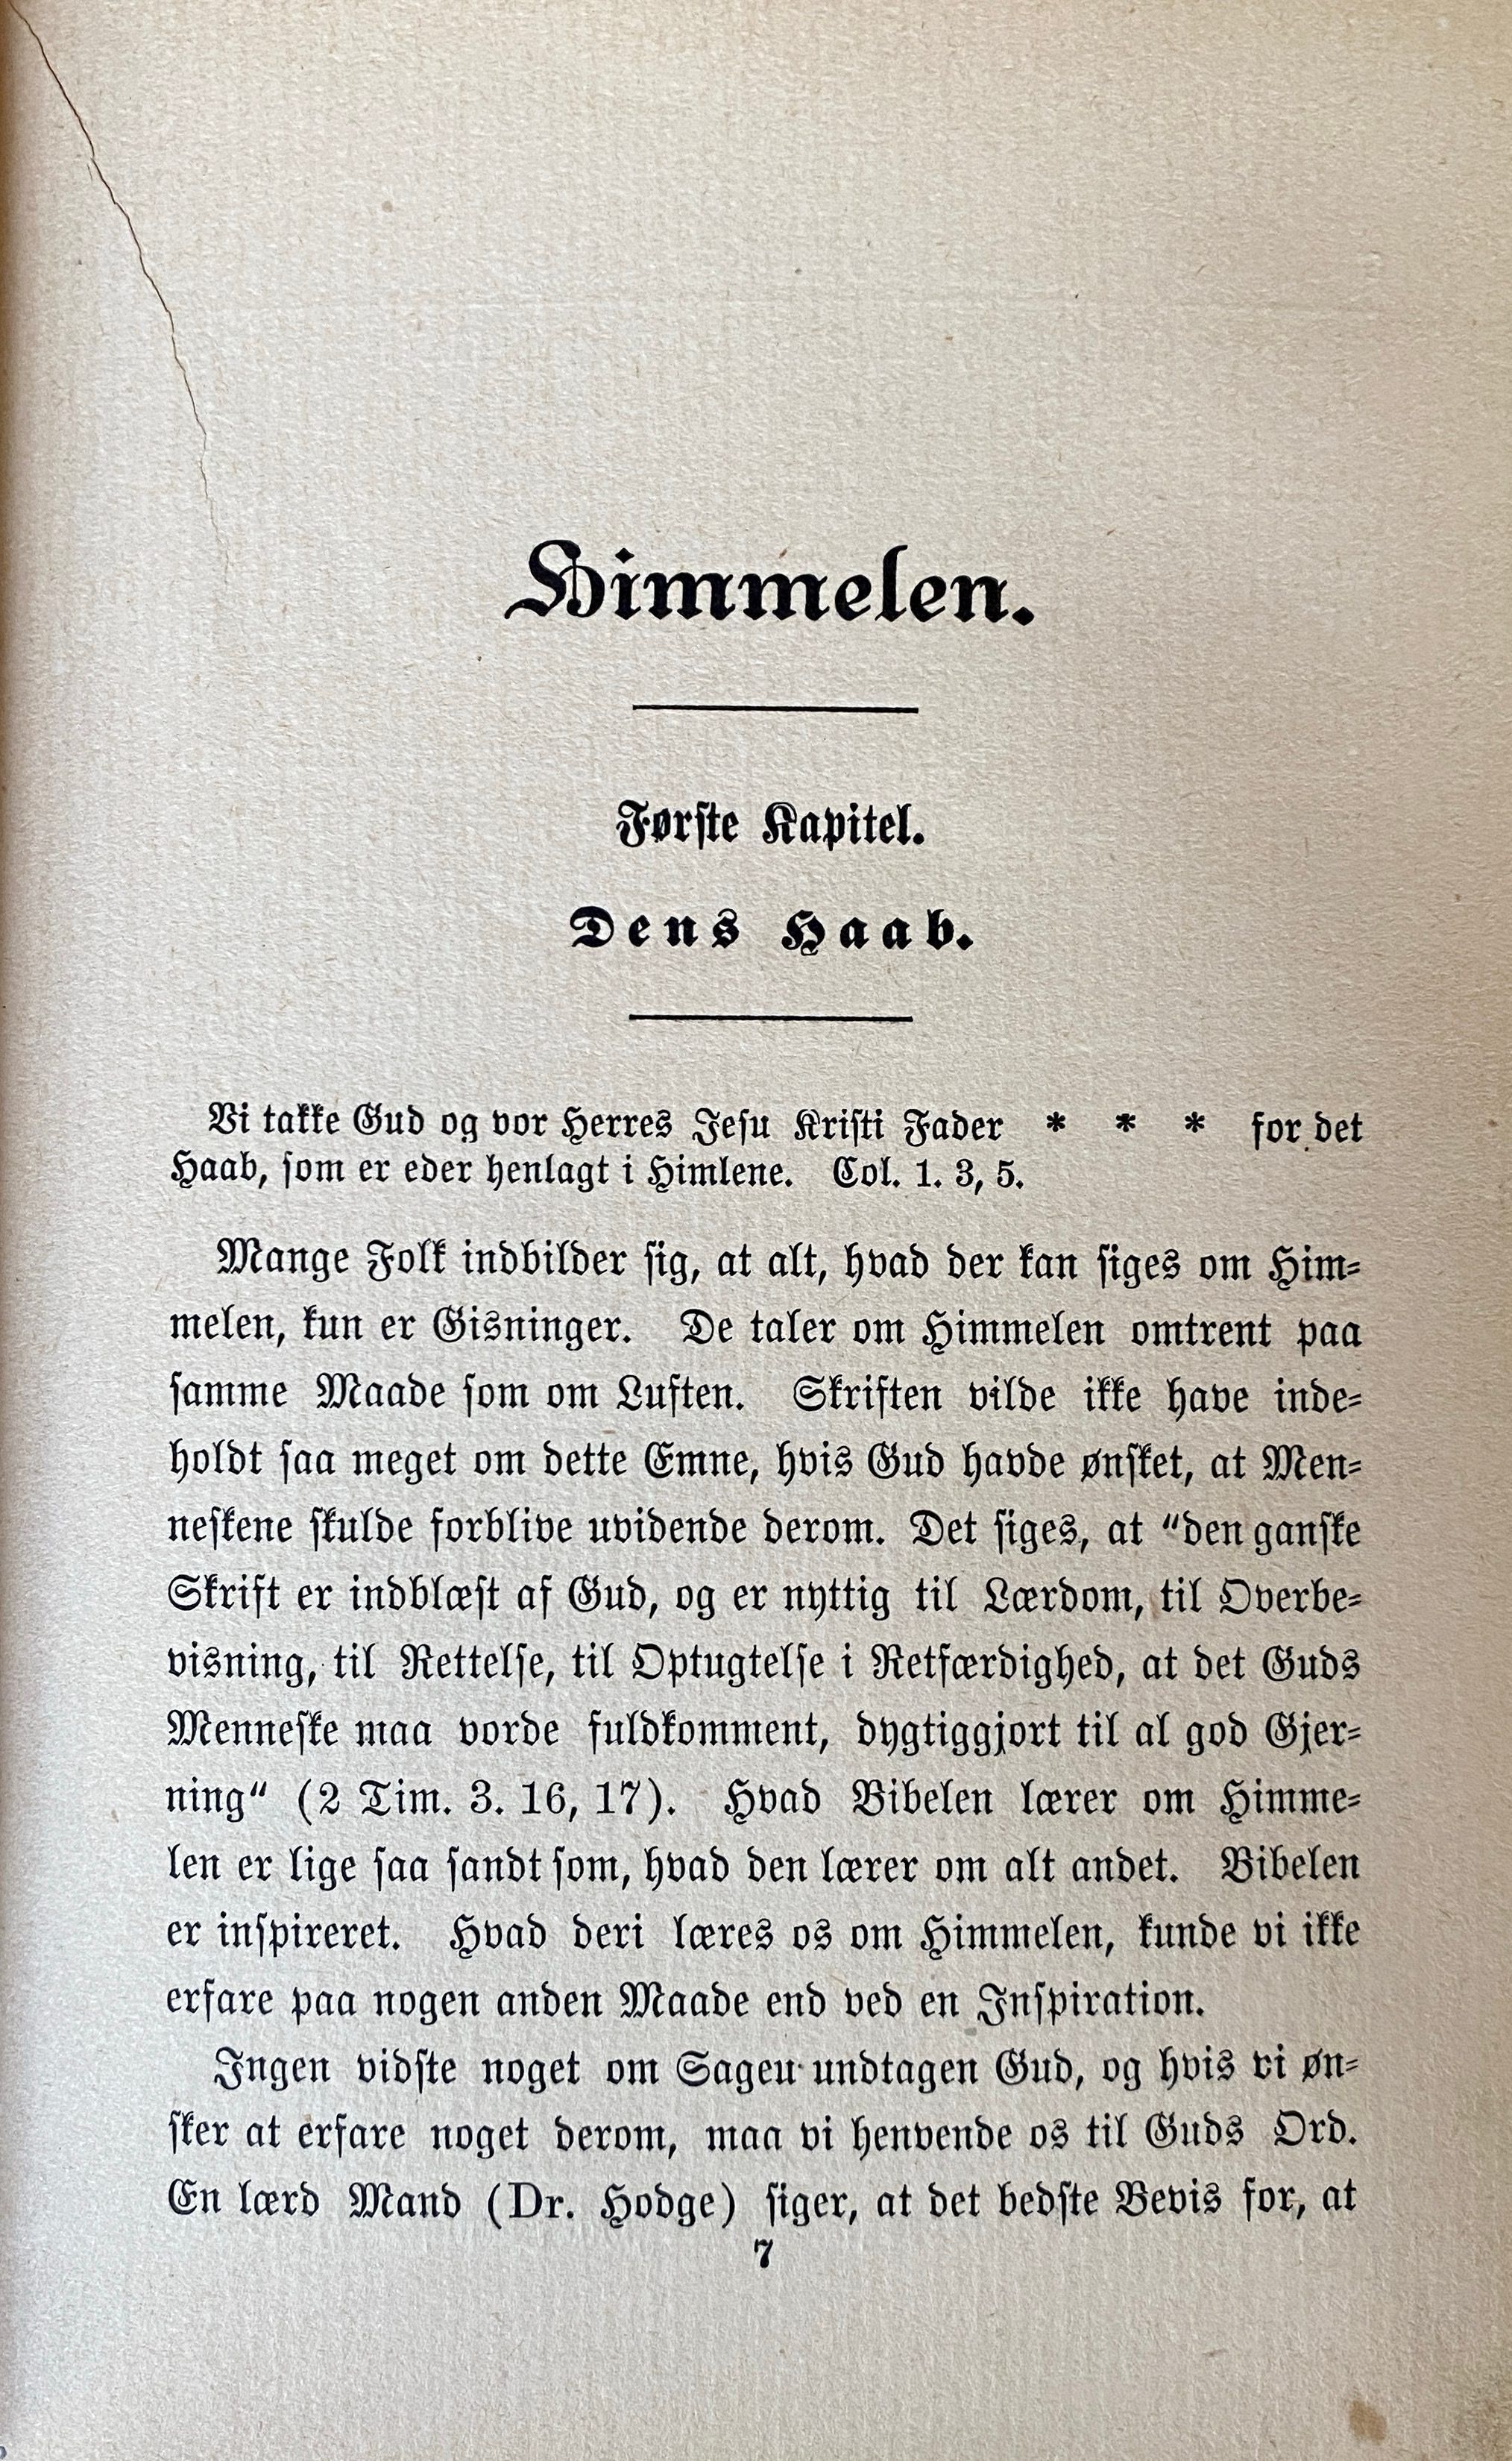 Himmelen.
Første Kapitel.
Dens Haab.
Vi takke Gud og vor Herres Jesu Kristi Fader * * * for det
Haab, som er eder henlagt i Himlene. Col. 1. 3, 5.
Mange Folk indbilder sig, at alt, hvad der kan siges om Him-
melen, kun er Gisninger. De taler om Himmelen omtrent paa
samme Maade som om Luften. Skriften vilde ikke have inde-
holdt saa meget om dette Emne, hvis Gud havde ønsket, at Men-
neskene skulde forblive uvidende derom. Det siges, at “den ganske
Skrift er indblæst af Gud, og er nyttig til Lærdom, til Overbe-
visning, til Rettelse, til Optugtelse i Retfærdighed, at det Guds
Menneske maa vorde fuldkomment, dygtiggjort til al god Gjer-
ning“ (2 Tim. 3. 16, 17). Hvad Bibelen lærer om Himme-
len er lige saa sandt som, hvad den lærer om alt andet. Bibelen
er inspireret. Hvad deri læres os om Himmelen, kunde vi ikke
erfare paa nogen anden Maade end ved en Inspiration.
Ingen vidste noget om Sagen undtagen Gud, og hvis vi øn-
sker at erfare noget derom, maa vi henvende os til Guds Ord.
En lærd Mand (Dr. Hodge) siger, at det bedste Bevis for, at
7